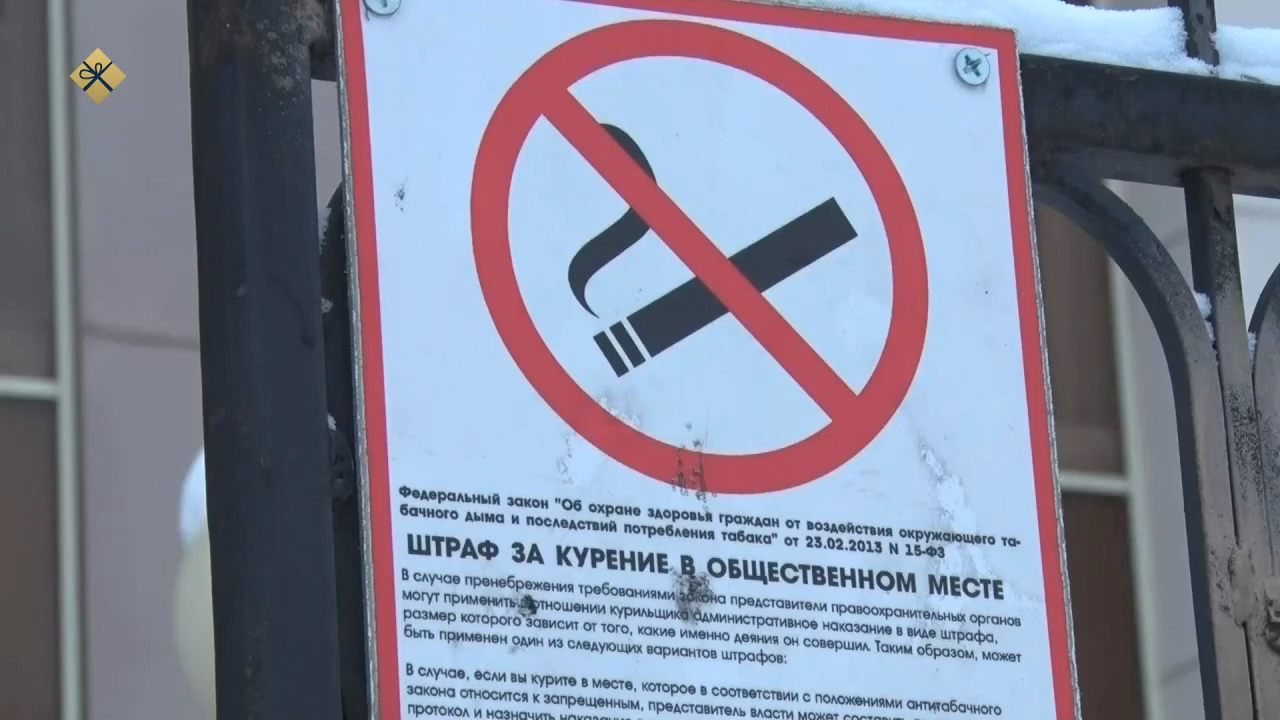 Федеральный закон "Об охране здоровья граждан от воздействия окружающего та-
бачного дыма и последствий потребления табака" от 23.02.2013 N 15-ФЗ
ШТРАФ ЗА КУРЕНИЕ В ОБЩЕСТВЕННОМ МЕСТЕ
В случае пренебрежения требованиями закона представители правоохранительных органов
могут применить в отношении курильщика административное наказание в виде штрафа,
размер которого зависит от того, какие именно деяния он совершил. Таким образом, может
быть применен один из следующих вариантов штрафов:
В случае, если вы курите в месте, которое в соответствии с положениями антитабачного
закона относится к запрещенным, представитель власти может составить
протокол и назначить наказание